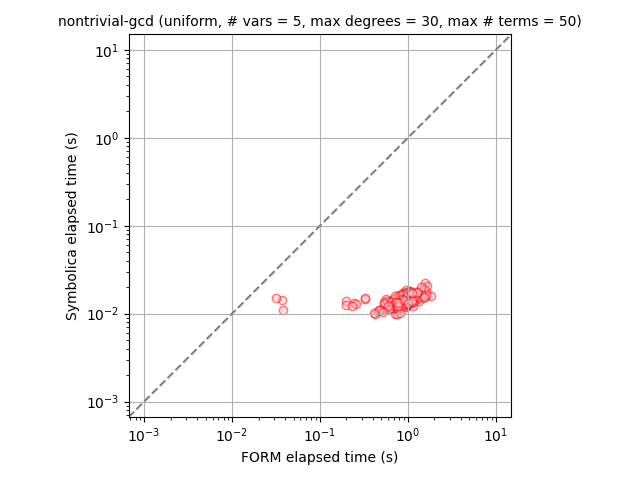 nontrivial-gcd (uniform, # vars = 5, max degrees = 30, max # terms = 50)
Symbolica elapsed time (s)
10¹
10⁰
10⁻¹
10⁻²
10⁻³
10⁻³ 10⁻² 10⁻¹ 10⁰ 10¹
FORM elapsed time (s)